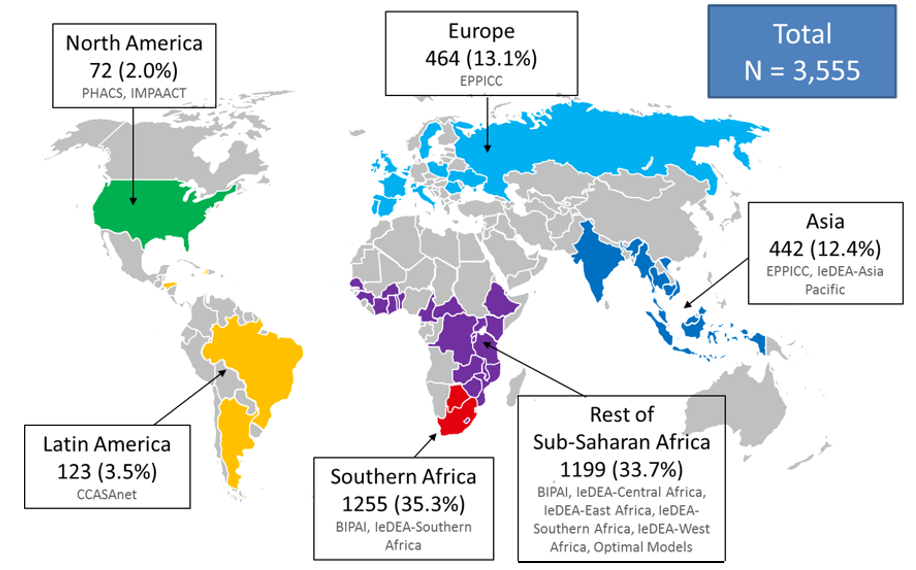 North America
72 (2.0%)
PHACS, IMPAACT
Europe
464 (13.1%)
EPPICC
Total
N = 3,555
Asia
442 (12.4%)
EPPICC, IeDEA-Asia
Pacific
Latin America
123 (3.5%)
CCASAnet
Southern Africa
1255 (35.3%)
BIPAI, IeDEA-Southern
Africa
Rest of
Sub-Saharan Africa
1199 (33.7%)
BIPAI, IeDEA-Central Africa,
IeDEA-East Africa, IeDEA-
Southern Africa, IeDEA-West
Africa, Optimal Models